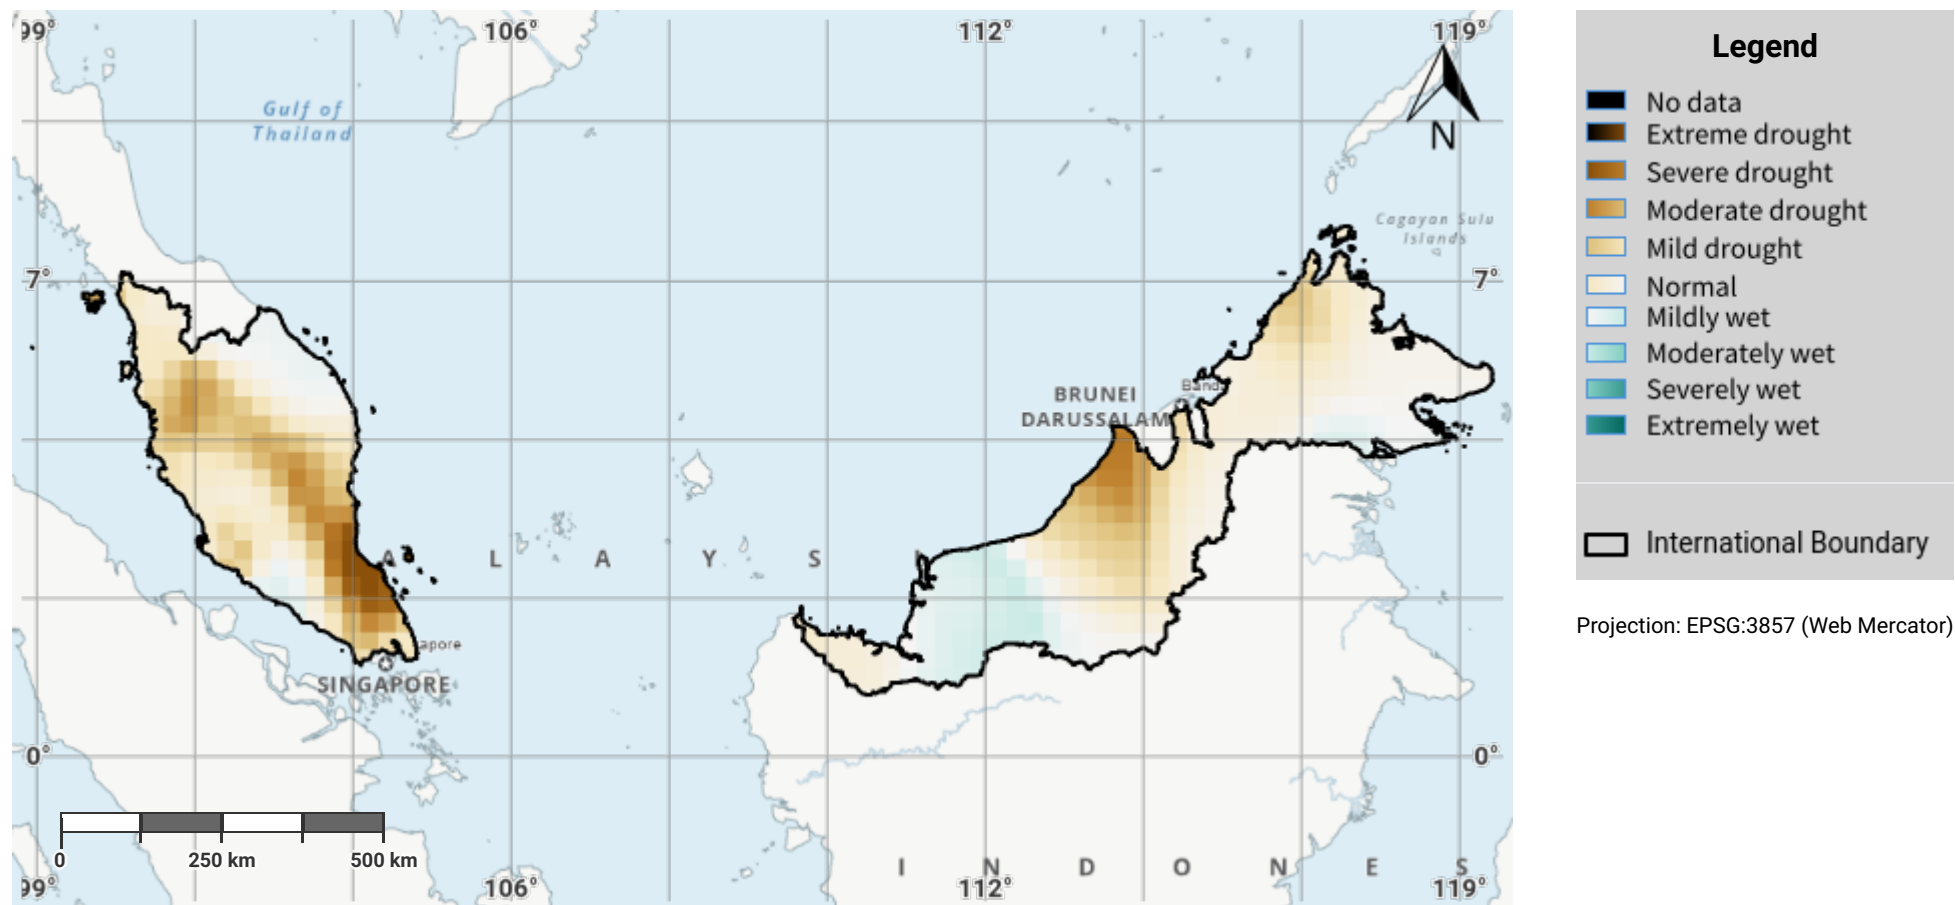 99°
106°
112°
119°
Gulf of
Thailand
N
Cagayan Sulu
Islands
7°
7°
BRUNEI
DARUSSALAM
Banda
A L A Y S I
apore
SINGAPORE
0°
0°
0
250 km
500 km
I N D O N E S
99°
106°
112°
119°
Legend
No data
Extreme drought
Severe drought
Moderate drought
Mild drought
Normal
Mildly wet
Moderately wet
Severely wet
Extremely wet
International Boundary
Projection: EPSG:3857 (Web Mercator)